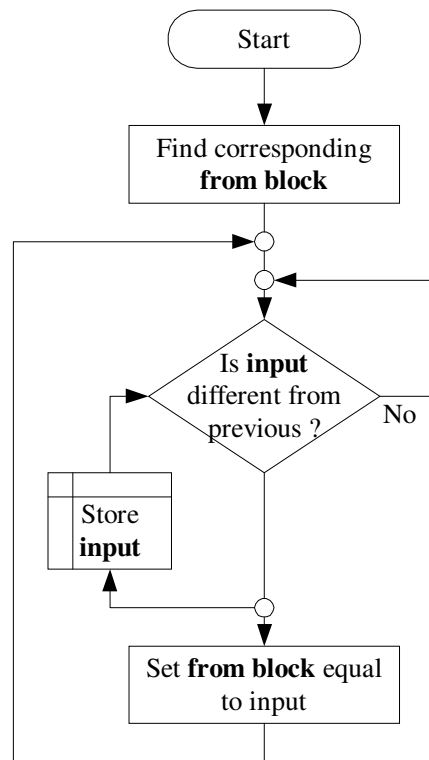 Start
Find corresponding
from block
Is input
different from
previous ?
No
Store
input
Set from block equal
to input